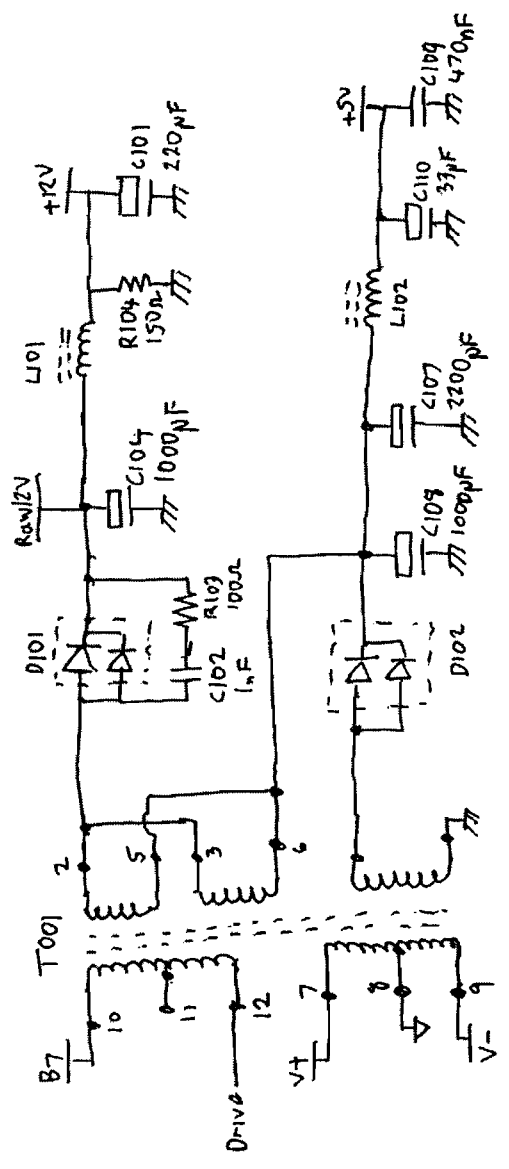 T001
B7
10
11
12
Drive
2
5
3
6
D101
C102
1nF
R103
100Ω
Raw12V
C104
1000µF
L101
R104
150Ω
+12V
C101
220µF
V+
7
8
9
V-
D102
C108
1000µF
C107
2200µF
L102
C110
33µF
+5V
C109
470nF